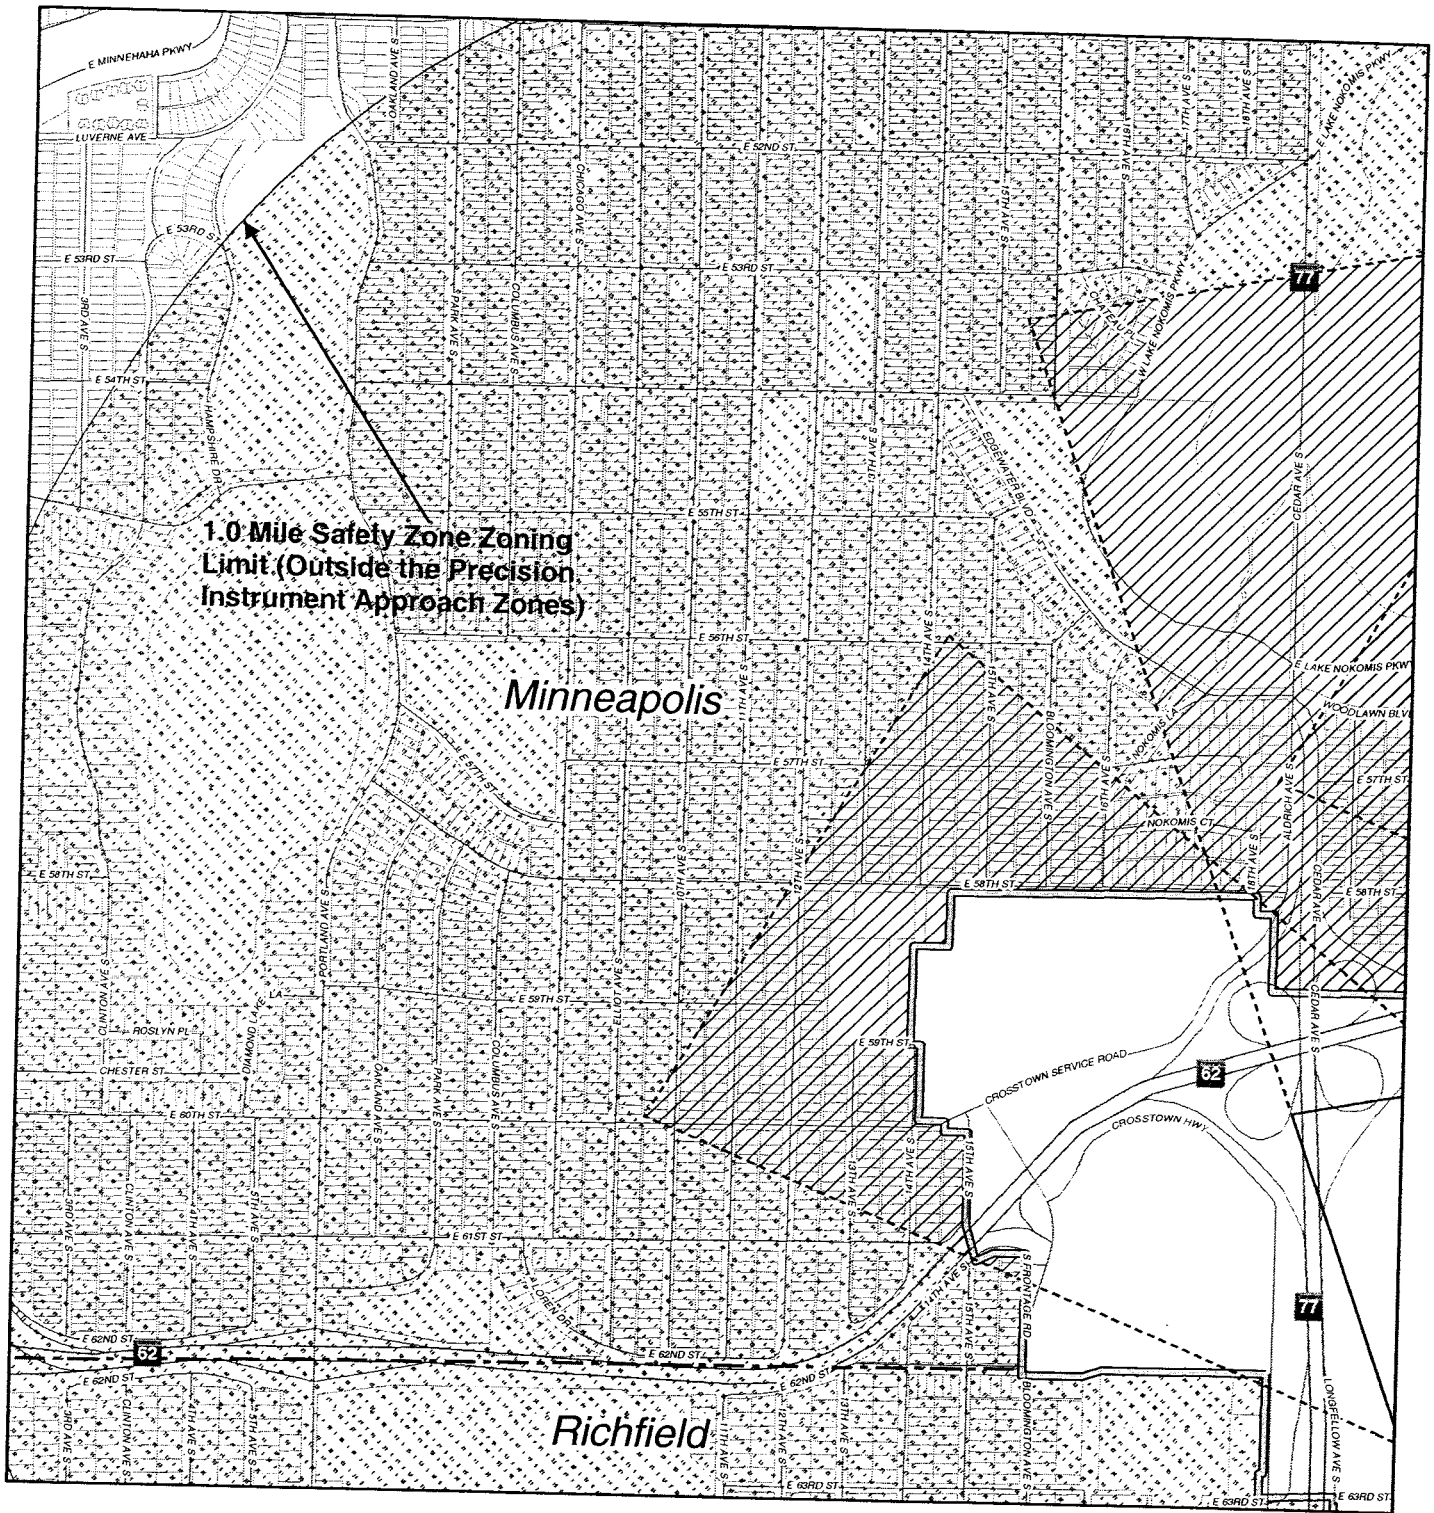 E MINNEHAHA PKWY
OAKLAND AVE S
LUVERNE AVE
E 52ND ST
CHICAGO AVE S
15TH AVE S
16TH AVE S
17TH AVE S
18TH AVE S
E LAKE NOKOMIS PKWY
E 53RD ST
E 53RD ST
3RD AVE S
PARK AVE S
COLUMBUS AVE S
E 53RD ST
W LAKE NOKOMIS PKWY
77
E 54TH ST
HAMPSHIRE DR
13TH AVE S
EDGEWATER BLVD
CEDAR AVE S
E 55TH ST
1.0 Mile Safety Zone Zoning
Limit (Outside the Precision
Instrument Approach Zones)
E 56TH ST
14TH AVE S
11TH AVE S
15TH AVE S
E LAKE NOKOMIS PKWY
WOODLAWN BLVD
Minneapolis
BLOOMINGTON AVE S
NOKOMIS LA
16TH AVE S
E 57TH ST
E 57TH ST
E 57TH ST
ALDRICH AVE S
NOKOMIS CT
10TH AVE S
12TH AVE S
18TH AVE S
E 58TH ST
E 58TH ST
CEDAR AVE S
E 58TH ST
PORTLAND AVE S
CLINTON AVE S
ELLIOT AVE S
DIAMOND LAKE LA
E 59TH ST
CEDAR AVE S
ROSLYN PL
E 59TH ST
CHESTER ST
OAKLAND AVE S
PARK AVE S
COLUMBUS AVE S
CROSSTOWN SERVICE ROAD
62
CROSSTOWN HWY
E 60TH ST
13TH AVE S
14TH AVE S
15TH AVE S
3RD AVE S
CLINTON AVE S
4TH AVE S
5TH AVE S
E 61ST ST
LOREN DR
14TH AVE S
15TH AVE S
S FRONTAGE RD
77
E 62ND ST
62
E 62ND ST
E 62ND ST
E 62ND ST
3RD AVE S
CLINTON AVE S
4TH AVE S
5TH AVE S
Richfield
11TH AVE S
12TH AVE S
13TH AVE S
BLOOMINGTON AVE S
LONGFELLOW AVE S
E 63RD ST
E 63RD ST
E 63RD ST